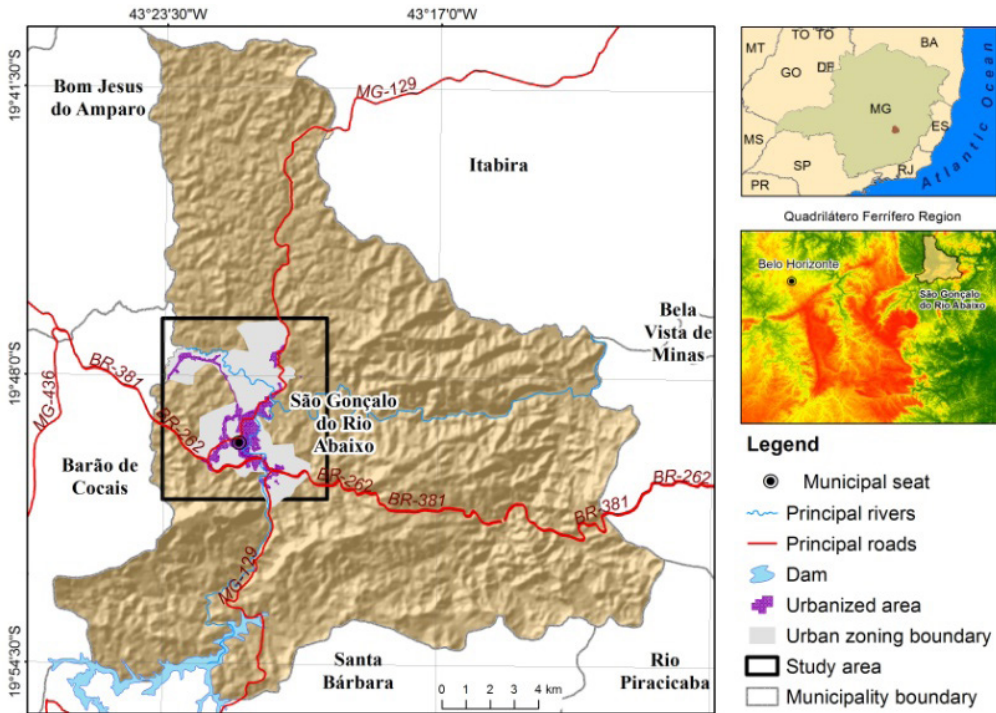 43°23'30"W
43°17'0"W
19°41'30"S
19°48'0"S
19°54'30"S
Bom Jesus
do Amparo
MG-129
Itabira
Bela
Vista de
Minas
MG-436
BR-381
BR-262
São Gonçalo
do Rio
Abaixo
Barão de
Cocais
BR-262
BR-381
BR-381
BR-262
MG-129
Santa
Bárbara
Rio
Piracicaba
0 1 2 4 km
MT
TO
TO
BA
GO
DF
MG
ES
MS
SP
RJ
PR
Atlantic Ocean
Quadrilátero Ferrífero Region
Belo Horizonte
São Gonçalo
do Rio Abaixo
Legend
Municipal seat
Principal rivers
Principal roads
Dam
Urbanized area
Urban zoning boundary
Study area
Municipality boundary